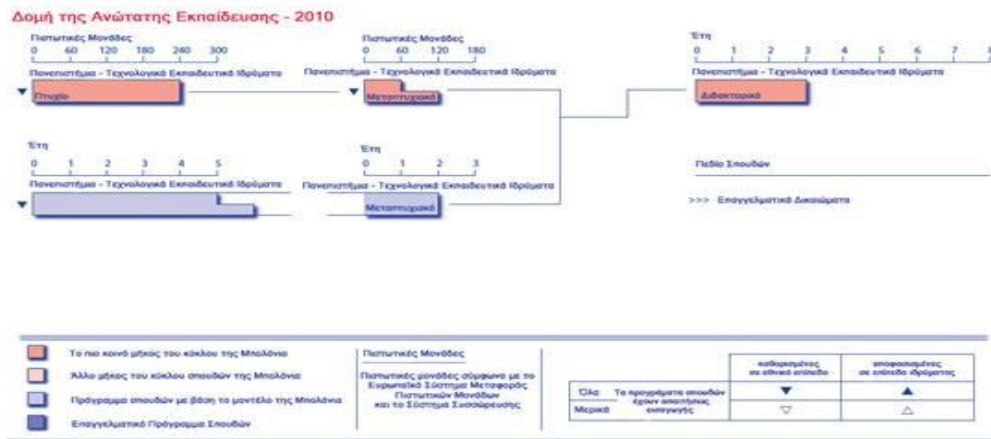 Δομή της Ανώτατης Εκπαίδευσης - 2010
Πιστωτικές Μονάδες
0 60 120 180 240 300
Πανεπιστήμια - Τεχνολογικά Εκπαιδευτικά Ιδρύματα
Πτυχίο
Πιστωτικές Μονάδες
0 60 120 180
Πανεπιστήμια - Τεχνολογικά Εκπαιδευτικά Ιδρύματα
Μεταπτυχιακό
Έτη
0 1 2 3 4 5 6 7 8
Πανεπιστήμια - Τεχνολογικά Εκπαιδευτικά Ιδρύματα
Διδακτορικό
Έτη
0 1 2 3 4 5
Πανεπιστήμια - Τεχνολογικά Εκπαιδευτικά Ιδρύματα
Έτη
0 1 2 3
Πανεπιστήμια - Τεχνολογικά Εκπαιδευτικά Ιδρύματα
Μεταπτυχιακό
Πεδίο Σπουδών
>>> Επαγγελματικά Δικαιώματα
Το πιο κοινό μήκος του κύκλου της Μπολόνια
Άλλο μήκος του κύκλου σπουδών της Μπολόνια
Πρόγραμμα σπουδών με βάση το μοντέλο της Μπολόνια
Επαγγελματικό Πρόγραμμα Σπουδών
Πιστωτικές Μονάδες
Πιστωτικές μονάδες σύμφωνα με το
Ευρωπαϊκό Σύστημα Μεταφοράς
Πιστωτικών Μονάδων
και το Σύστημα Συσσώρευσης
καθορισμένος
σε εθνικό επίπεδο
αποφασισμένος
σε επίπεδο ιδρύματος
Όλα
Μερικά
Τα προγράματα σπουδών
έχουν απαιτήσεις
εισαγωγής